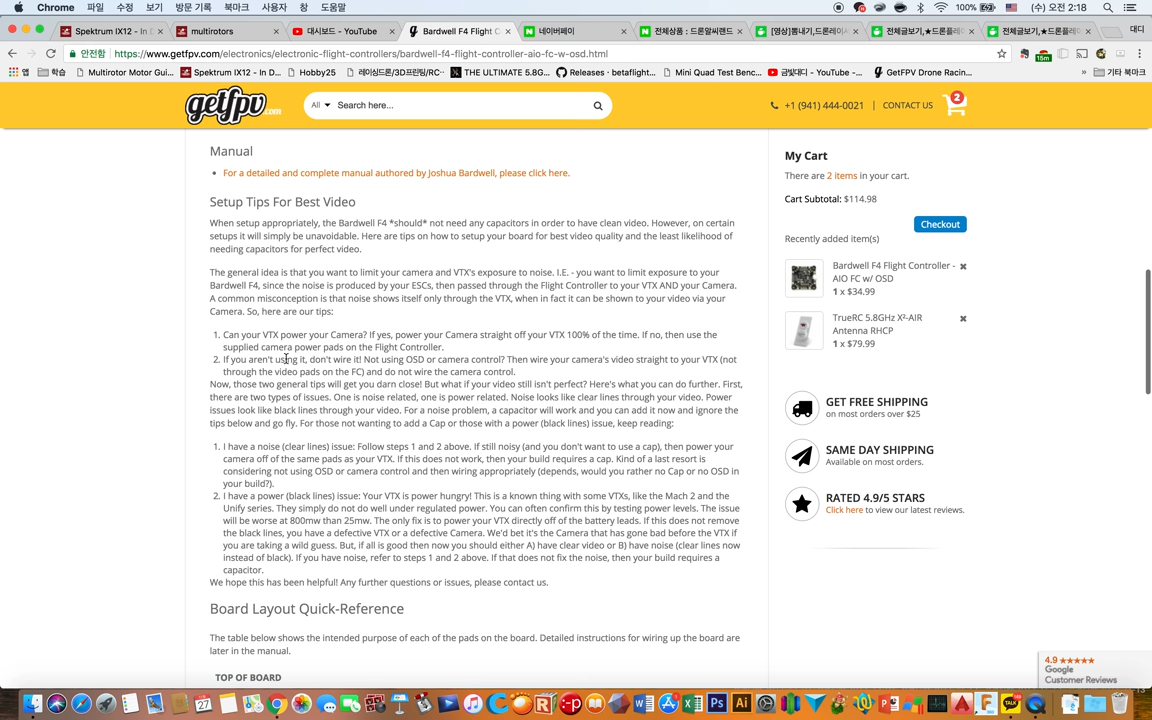 Chrome 파일 수정 보기 방문 기록 북마크 사용자 창 도움말 100% (수) 오후 2:18
Spektrum IX12 - In D
multirotors
대시보드 - YouTube
Bardwell F4 Flight C
네이버페이
전체상품 : 드론알씨랜드
[영상]뽐내기,드론레이
전체글보기,★드론플레
전체글보기,★드론플레
대디
안전함 https://www.getfpv.com/electronics/electronic-flight-controllers/bardwell-f4-flight-controller-aio-fc-w-osd.html
15m
앱 학습 Multirotor Motor Gui... Spektrum IX12 - In D... Hobby25 레이싱드론/3D프린팅/RC·· THE ULTIMATE 5.8G... Releases · betaflight... Mini Quad Test Benc... 금빛대디 - YouTube -... GetFPV Drone Racin... » 기타 북마크
getfpv.com
All Search here...
+1 (941) 444-0021 | CONTACT US
2
Manual
For a detailed and complete manual authored by Joshua Bardwell, please click here.
Setup Tips For Best Video
When setup appropriately, the Bardwell F4 *should* not need any capacitors in order to have clean video. However, on certain
setups it will simply be unavoidable. Here are tips on how to setup your board for best video quality and the least likelihood of
needing capacitors for perfect video.
The general idea is that you want to limit your camera and VTX's exposure to noise. I.E. - you want to limit exposure to your
Bardwell F4, since the noise is produced by your ESCs, then passed through the Flight Controller to your VTX AND your Camera.
A common misconception is that noise shows itself only through the VTX, when in fact it can be shown to your video via your
Camera. So, here are our tips:
1. Can your VTX power your Camera? If yes, power your Camera straight off your VTX 100% of the time. If no, then use the
supplied camera power pads on the Flight Controller.
2. If you aren't using it, don't wire it! Not using OSD or camera control? Then wire your camera's video straight to your VTX (not
through the video pads on the FC) and do not wire the camera control.
Now, those two general tips will get you darn close! But what if your video still isn't perfect? Here's what you can do further. First,
there are two types of issues. One is noise related, one is power related. Noise looks like clear lines through your video. Power
issues look like black lines through your video. For a noise problem, a capacitor will work and you can add it now and ignore the
tips below and go fly. For those not wanting to add a Cap or those with a power (black lines) issue, keep reading:
1. I have a noise (clear lines) issue: Follow steps 1 and 2 above. If still noisy (and you don't want to use a cap), then power your
camera off of the same pads as your VTX. If this does not work, then your build requires a cap. Kind of a last resort is
considering not using OSD or camera control and then wiring appropriately (depends, would you rather no Cap or no OSD in
your build?).
2. I have a power (black lines) issue: Your VTX is power hungry! This is a known thing with some VTXs, like the Mach 2 and the
Unify series. They simply do not do well under regulated power. You can often confirm this by testing power levels. The issue
will be worse at 800mw than 25mw. The only fix is to power your VTX directly off of the battery leads. If this does not remove
the black lines, you have a defective VTX or a defective Camera. We'd bet it's the Camera that has gone bad before the VTX if
you are taking a wild guess. But, if all is good then now you should either A) have clear video or B) have noise (clear lines now
instead of black). If you have noise, refer to steps 1 and 2 above. If that does not fix the noise, then your build requires a
capacitor.
We hope this has been helpful! Any further questions or issues, please contact us.
Board Layout Quick-Reference
The table below shows the intended purpose of each of the pads on the board. Detailed instructions for wiring up the board are
later in the manual.
TOP OF BOARD
My Cart
There are 2 items in your cart.
Cart Subtotal: $114.98
Checkout
Recently added item(s)
Bardwell F4 Flight Controller -
AIO FC w/ OSD
1 x $34.99
TrueRC 5.8GHz X²-AIR
Antenna RHCP
1 x $79.99
GET FREE SHIPPING
on most orders over $25
SAME DAY SHIPPING
Available on most orders.
RATED 4.9/5 STARS
Click here to view our latest reviews.
4.9 ★★★★★
Google
Customer Reviews